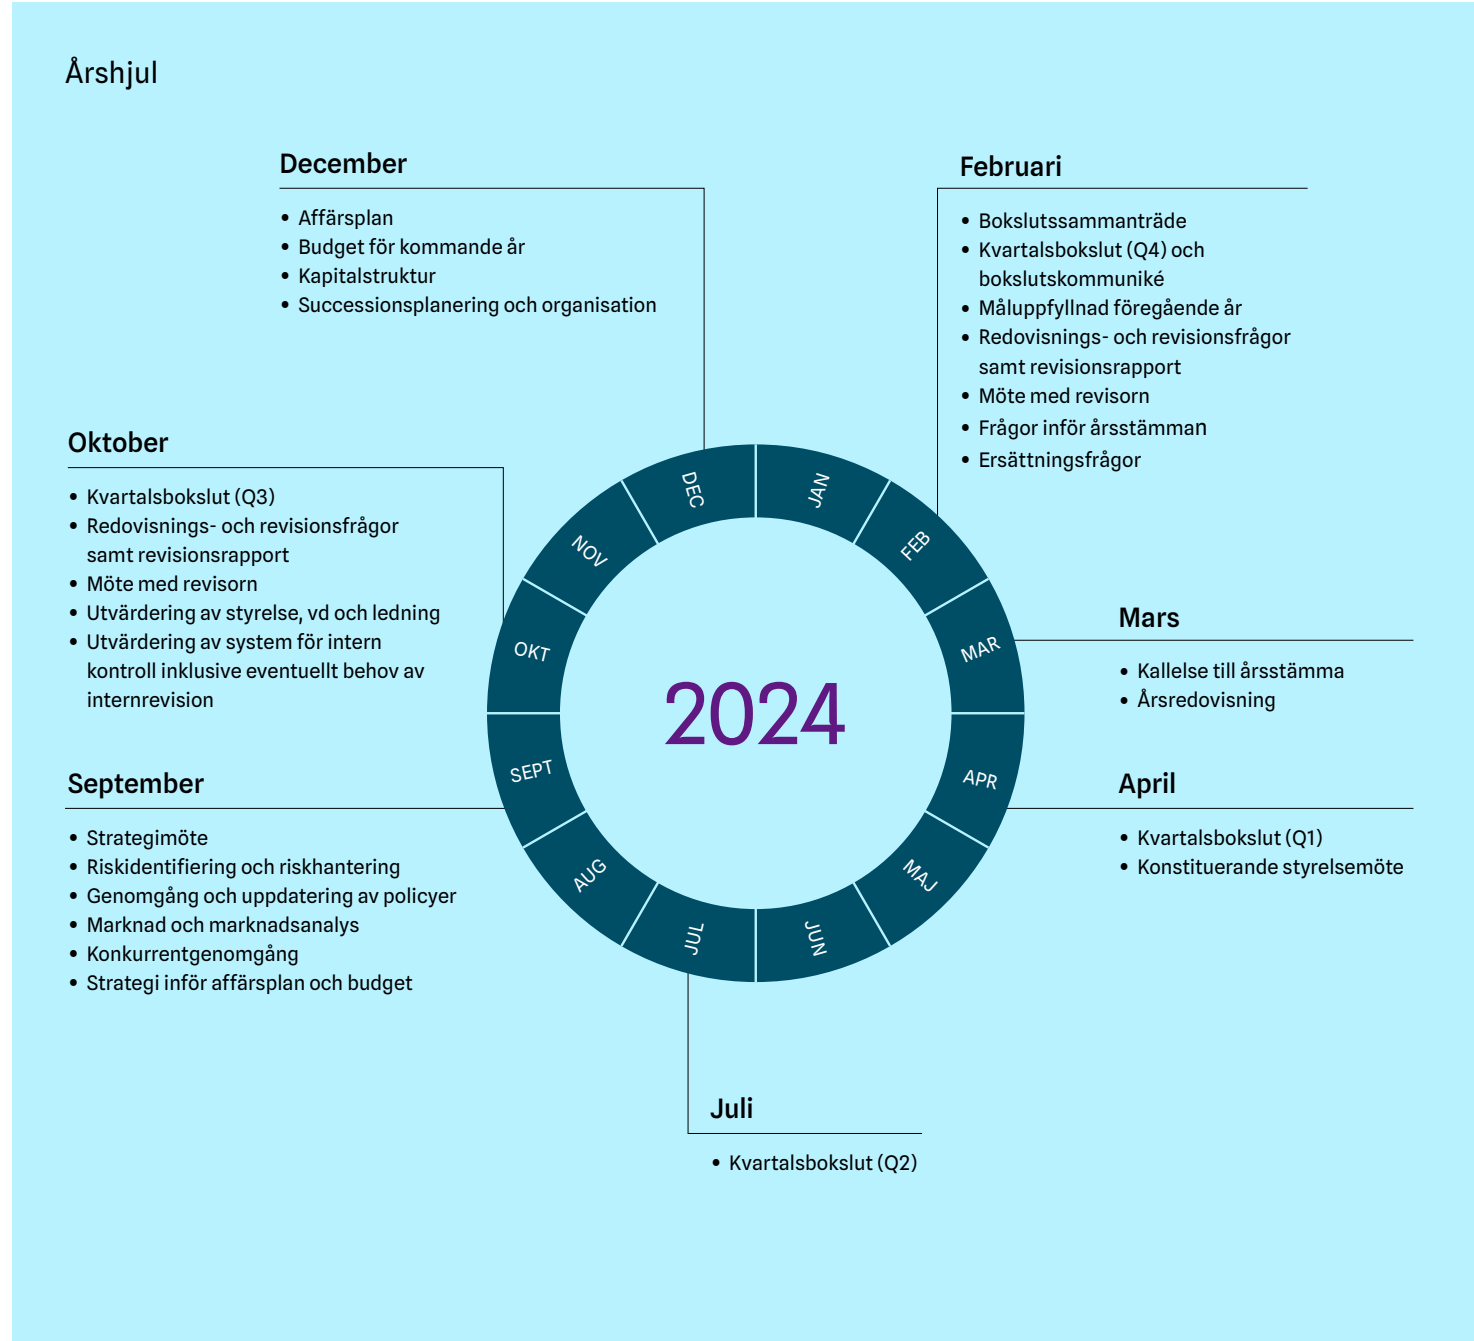 Årshjul
December
• Affärsplan
• Budget för kommande år
• Kapitalstruktur
• Successionsplanering och organisation
Februari
• Bokslutssammanträde
• Kvartalsbokslut (Q4) och
bokslutskommuniké
• Måluppfyllnad föregående år
• Redovisnings- och revisionsfrågor
samt revisionsrapport
• Möte med revisorn
• Frågor inför årsstämman
• Ersättningsfrågor
Oktober
• Kvartalsbokslut (Q3)
• Redovisnings- och revisionsfrågor
samt revisionsrapport
• Möte med revisorn
• Utvärdering av styrelse, vd och ledning
• Utvärdering av system för intern
kontroll inklusive eventuellt behov av
internrevision
Mars
• Kallelse till årsstämma
• Årsredovisning
September
• Strategimöte
• Riskidentifiering och riskhantering
• Genomgång och uppdatering av policyer
• Marknad och marknadsanalys
• Konkurrentgenomgång
• Strategi inför affärsplan och budget
April
• Kvartalsbokslut (Q1)
• Konstituerande styrelsemöte
Juli
• Kvartalsbokslut (Q2)
JAN
FEB
MAR
APR
MAJ
JUN
JUL
AUG
SEPT
OKT
NOV
DEC
2024